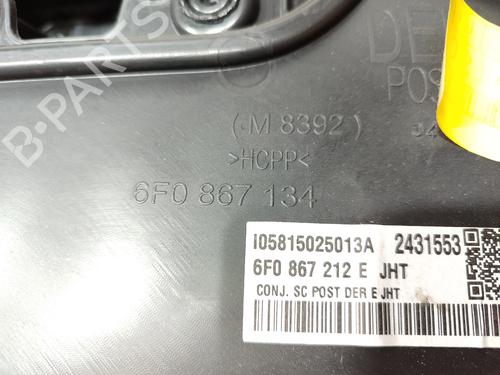 DE
POS
(-M 8392)
34
>HCPP<
6F0 867 134
i05815025013A 2431553
6F0 867 212 E JHT
CONJ. SC POST DER E JHT
B-PARTS